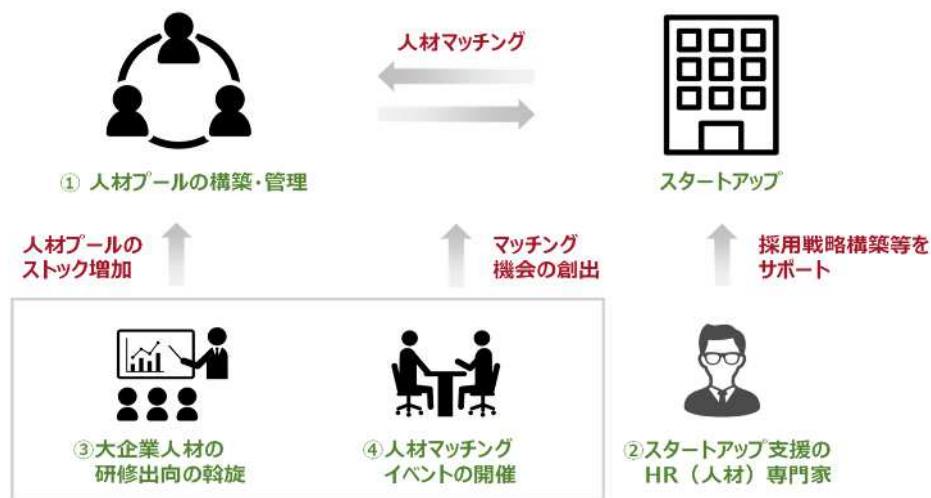 人材マッチング
① 人材プールの構築・管理
スタートアップ
人材プールの
ストック増加
マッチング
機会の創出
採用戦略構築等を
サポート
③大企業人材の
研修出向の斡旋
④人材マッチング
イベントの開催
②スタートアップ支援の
HR（人材）専門家